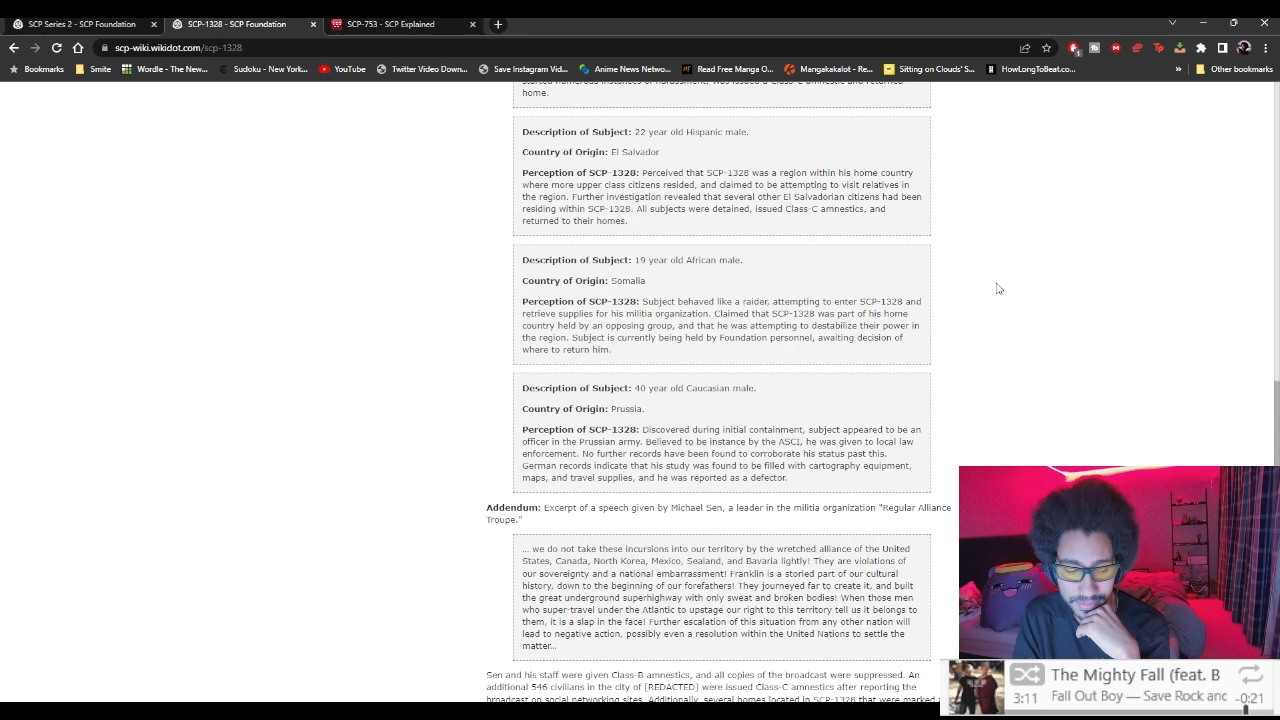 SCP Series 2 - SCP Foundation
SCP-1328 - SCP Foundation
SCP-753 - SCP Explained
scp-wiki.wikidot.com/scp-1328
Bookmarks
Smite
Wordle - The New...
Sudoku - New York...
YouTube
Twitter Video Down...
Save Instagram Vid...
Anime News Netwo...
Read Free Manga O...
Mangakakalot - Re...
Sitting on Clouds' S...
HowLongToBeat.co...
Other bookmarks
home.
Description of Subject: 22 year old Hispanic male.
Country of Origin: El Salvador
Perception of SCP-1328: Perceived that SCP-1328 was a region within his home country
where more upper class citizens resided, and claimed to be attempting to visit relatives in
the region. Further investigation revealed that several other El Salvadorian citizens had been
residing within SCP-1328. All subjects were detained, issued Class-C amnestics, and
returned to their homes.
Description of Subject: 19 year old African male.
Country of Origin: Somalia
Perception of SCP-1328: Subject behaved like a raider, attempting to enter SCP-1328 and
retrieve supplies for his militia organization. Claimed that SCP-1328 was part of his home
country held by an opposing group, and that he was attempting to destabilize their power in
the region. Subject is currently being held by Foundation personnel, awaiting decision of
where to return him.
Description of Subject: 40 year old Caucasian male.
Country of Origin: Prussia.
Perception of SCP-1328: Discovered during initial containment, subject appeared to be an
officer in the Prussian army. Believed to be instance by the ASCI, he was given to local law
enforcement. No further records have been found to corroborate his status past this.
German records indicate that his study was found to be filled with cartography equipment,
maps, and travel supplies, and he was reported as a defector.
Addendum: Excerpt of a speech given by Michael Sen, a leader in the militia organization "Regular Alliance
Troupe."
... we do not take these incursions into our territory by the wretched alliance of the United
States, Canada, North Korea, Mexico, Sealand, and Bavaria lightly! They are violations of
our sovereignty and a national embarrassment! Franklin is a storied part of our cultural
history, down to the beginning of our forefathers! They journeyed far to create it, and built
the great underground superhighway with only sweat and broken bodies! When those men
who super-travel under the Atlantic to upstage our right to this territory tell us it belongs to
them, it is a slap in the face! Further escalation of this situation from any other nation will
lead to negative action, possibly even a resolution within the United Nations to settle the
matter...
Sen and his staff were given Class-B amnestics, and all copies of the broadcast were suppressed. An
additional 546 civilians in the city of [REDACTED] were issued Class-C amnestics after reporting the
broadcast on social networking sites. Additionally, several homes located in SCP-1328 that were marked
The Mighty Fall (feat. B
3:11
Fall Out Boy — Save Rock and
-0:21